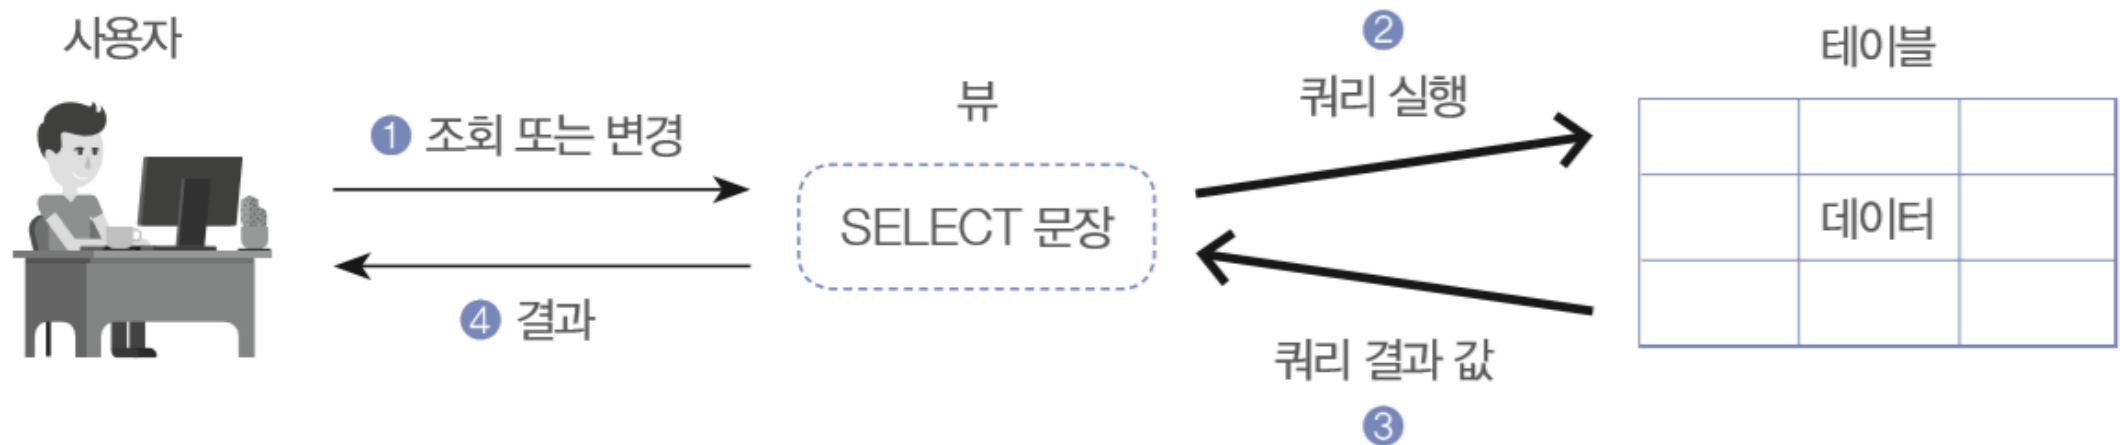 사용자
① 조회 또는 변경
④ 결과
뷰
SELECT 문장
②
쿼리 실행
쿼리 결과 값
③
테이블
데이터